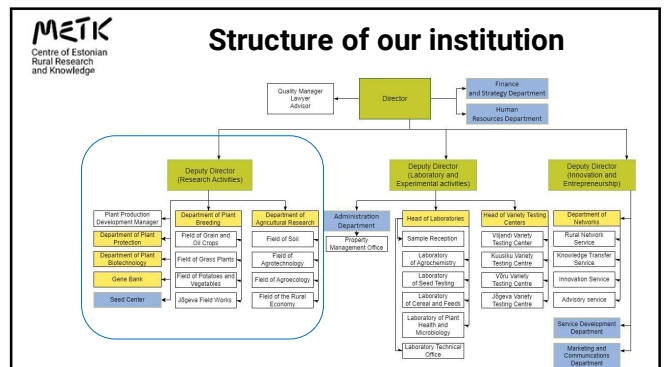 METK
Centre of Estonian
Rural Research
and Knowledge
Structure of our institution
Quality Manager
Lawyer
Advisor
Director
Finance
and Strategy Department
Human
Resources Department
Deputy Director
(Research Activities)
Deputy Director
(Laboratory and
Experimental activities)
Deputy Director
(Innovation and
Entrepreneurship)
Plant Production
Development Manager
Department of Plant
Protection
Department of Plant
Biotechnology
Gene Bank
Seed Center
Department of Plant
Breeding
Field of Grain and
Oil Crops
Field of Grass Plants
Field of Potatoes and
Vegetables
Jõgeva Field Works
Department of
Agricultural Research
Field of Soil
Field of
Agrotechnology
Field of Agroecology
Field of the Rural
Economy
Administration
Department
Property
Management Office
Head of Laboratories
Sample Reception
Laboratory
of Agrochemistry
Laboratory
of Seed Testing
Laboratory
of Cereal and Feeds
Laboratory of Plant
Health and
Microbiology
Laboratory Technical
Office
Head of Variety Testing
Centers
Viljandi Variety
Testing Center
Kuusiku Variety
Testing Centre
Võru Variety
Testing Centre
Jõgeva Variety
Testing Centre
Department of
Networks
Rural Network
Service
Knowledge Transfer
Service
Innovation Service
Advisory service
Service Development
Department
Marketing and
Communications
Department